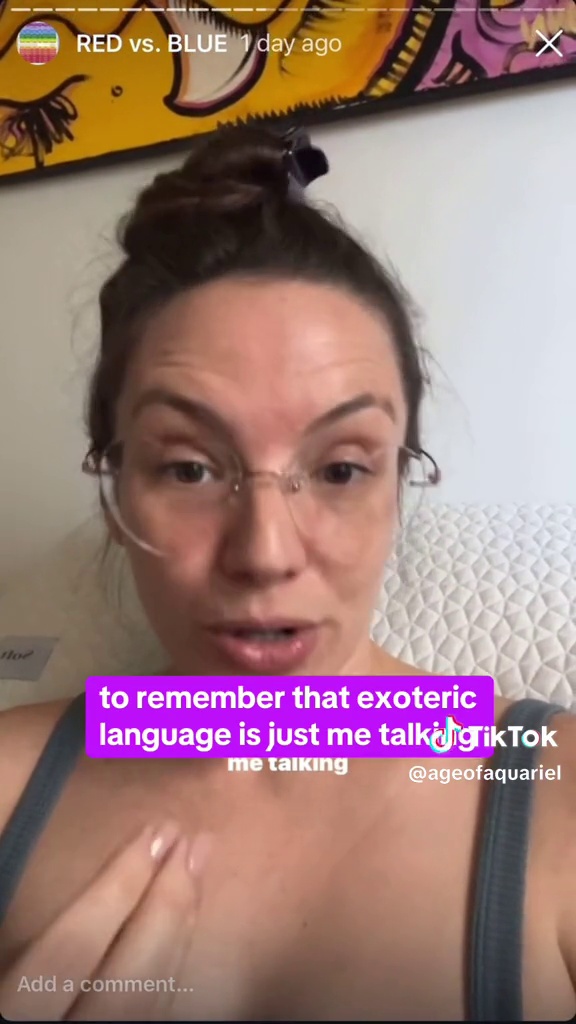 RED vs. BLUE 1 day ago
to remember that exoteric
language is just me talking
TikTok
me talking
@ageofaquariel
Add a comment...